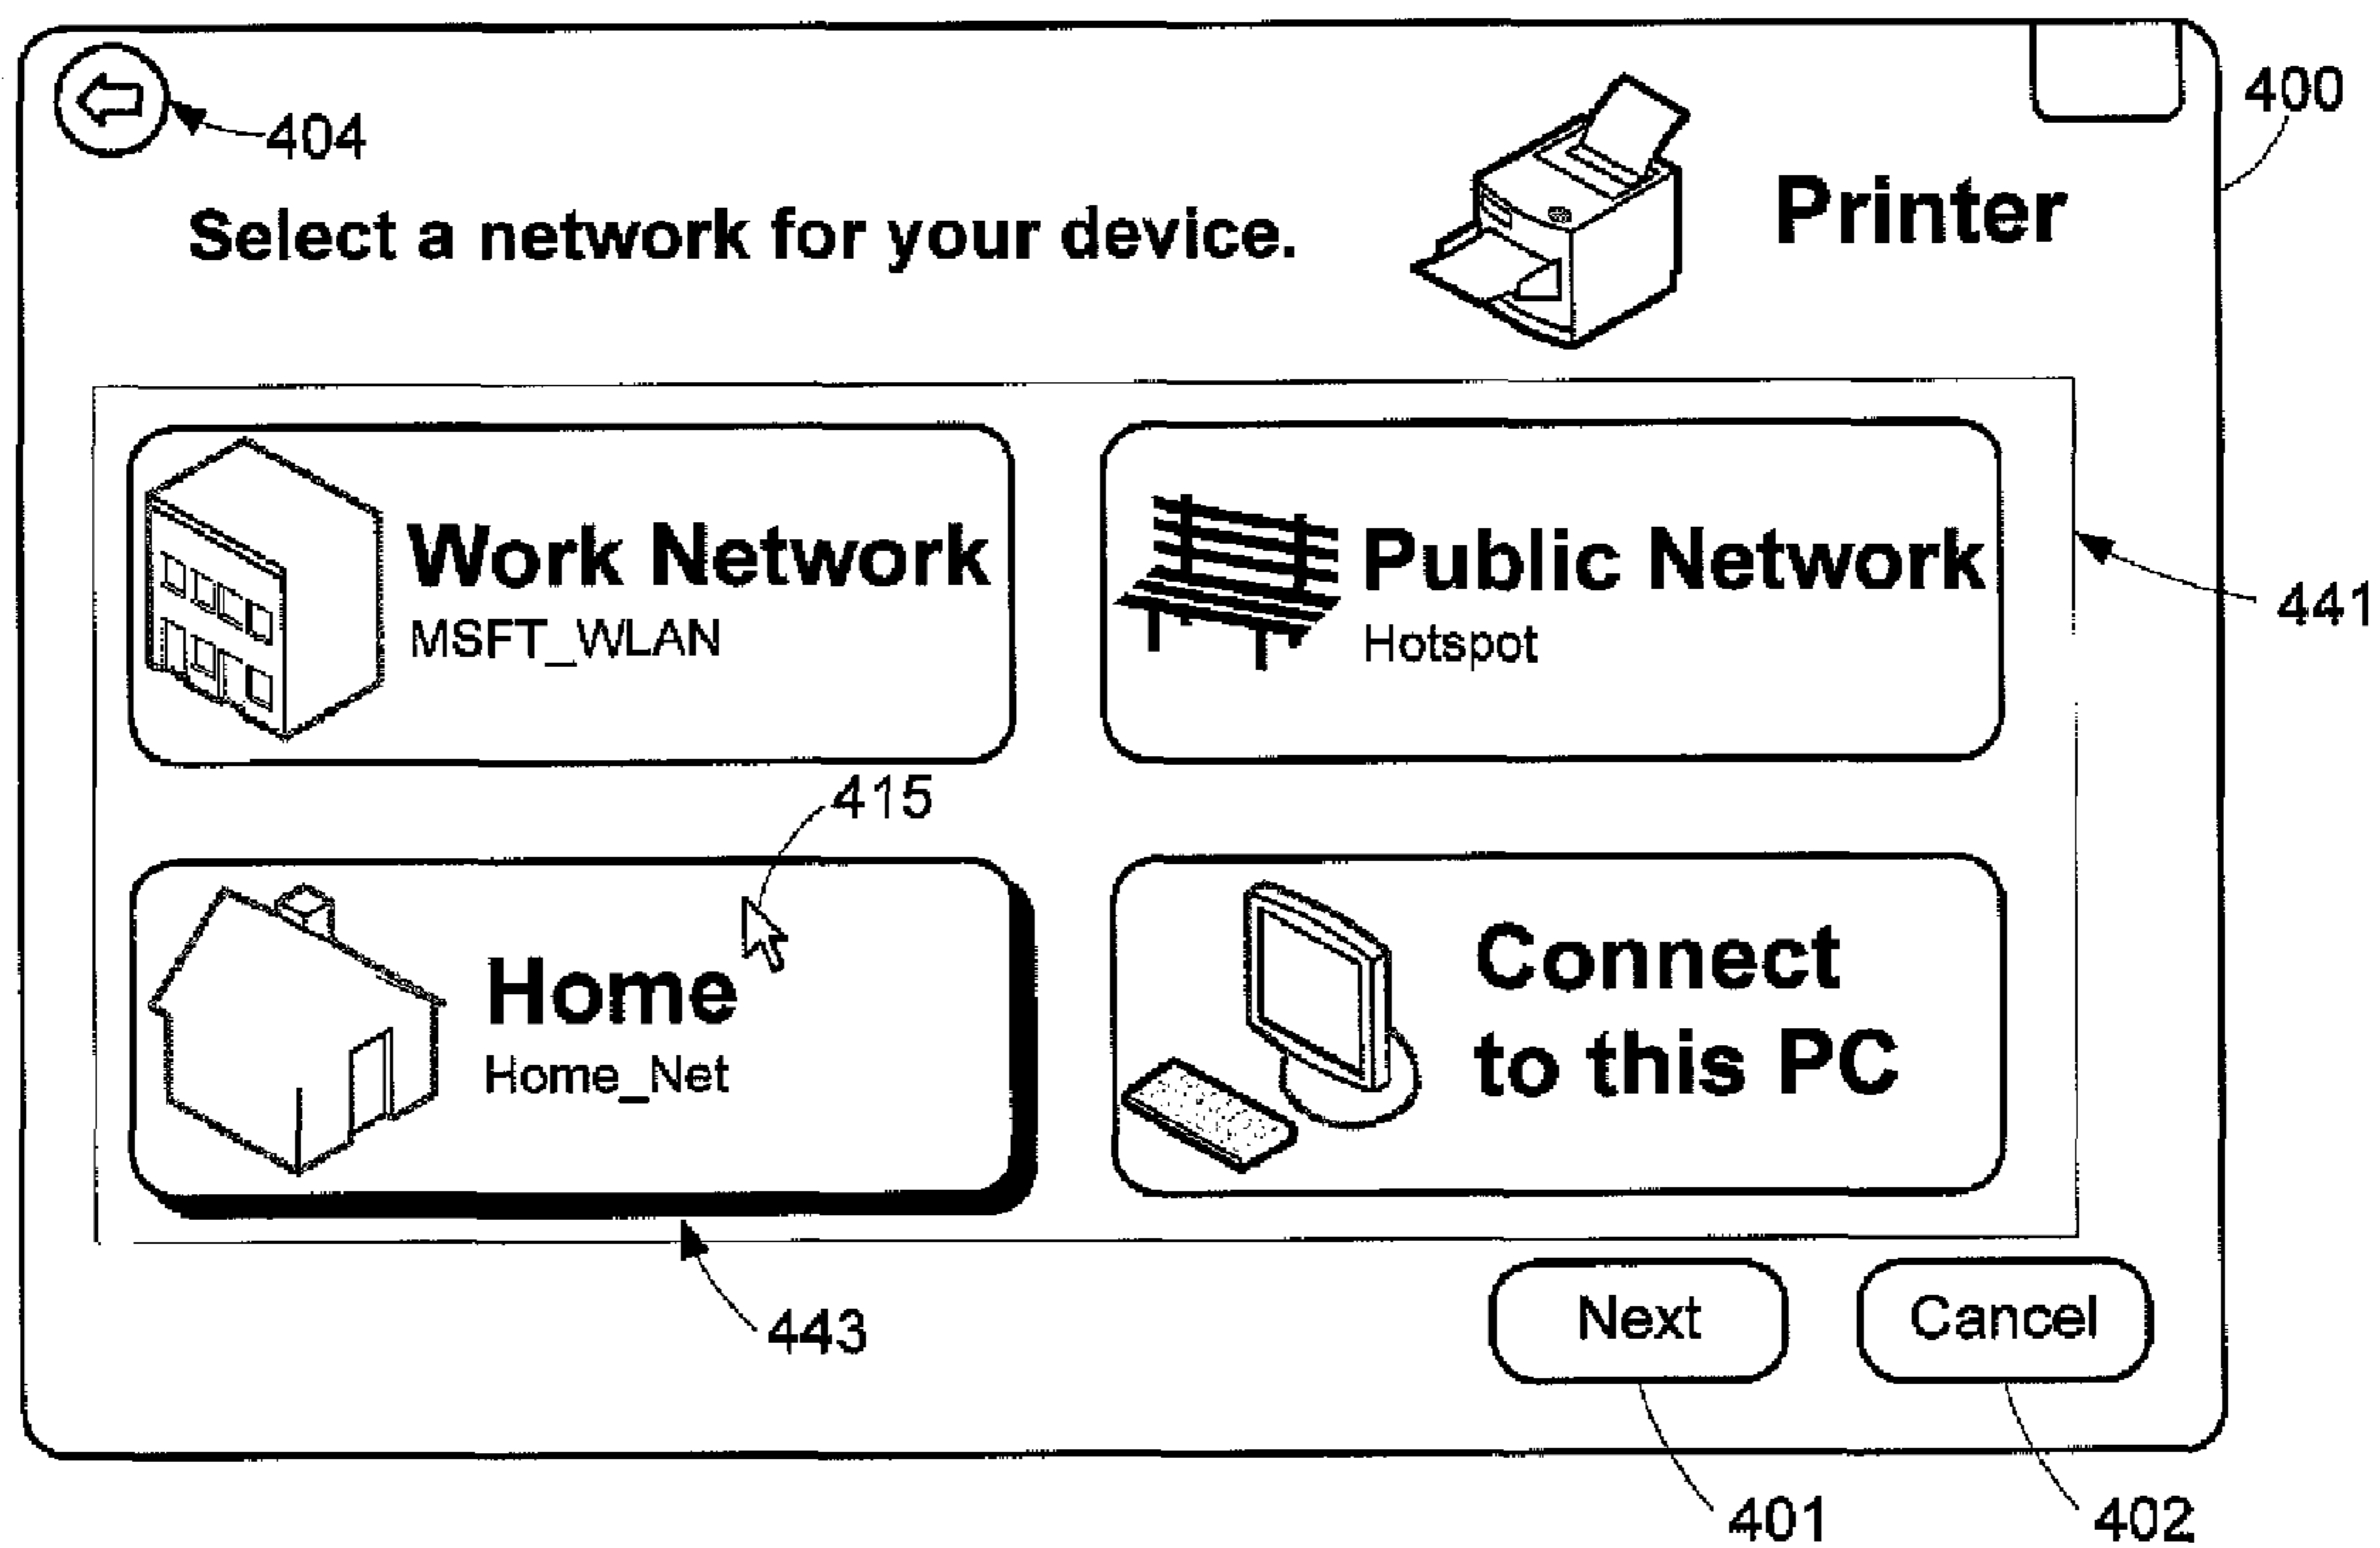 400
404
Select a network for your device.
Printer
Work Network
MSFT_WLAN
Public Network
Hotspot
441
415
Home
Home_Net
Connect
to this PC
443
Next
Cancel
401
402